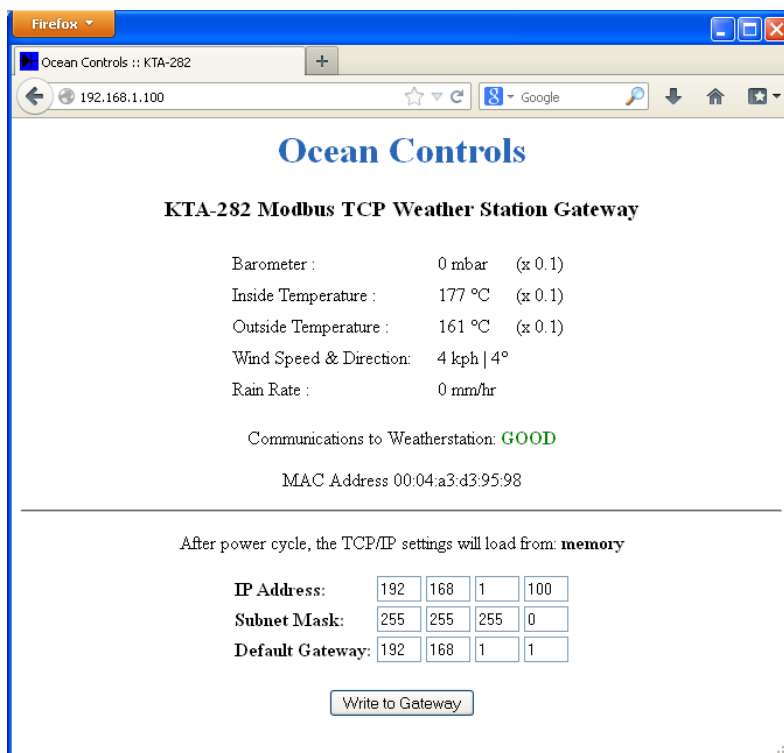 Firefox
Ocean Controls :: KTA-282
192.168.1.100
Google
Ocean Controls
KTA-282 Modbus TCP Weather Station Gateway
Barometer : 0 mbar (x 0.1)
Inside Temperature : 177 °C (x 0.1)
Outside Temperature : 161 °C (x 0.1)
Wind Speed & Direction: 4 kph | 4°
Rain Rate : 0 mm/hr
Communications to Weatherstation: GOOD
MAC Address 00:04:a3:d3:95:98
After power cycle, the TCP/IP settings will load from: memory
IP Address: 192 168 1 100
Subnet Mask: 255 255 255 0
Default Gateway: 192 168 1 1
Write to Gateway